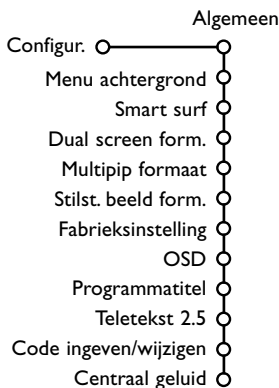 Algemeen
Configur.
Menu achtergrond
Smart surf
Dual screen form.
Multipip formaat
Stilst. beeld form.
Fabrieksinstelling
OSD
Programmatitel
Teletekst 2.5
Code ingeven/wijzigen
Centraal geluid